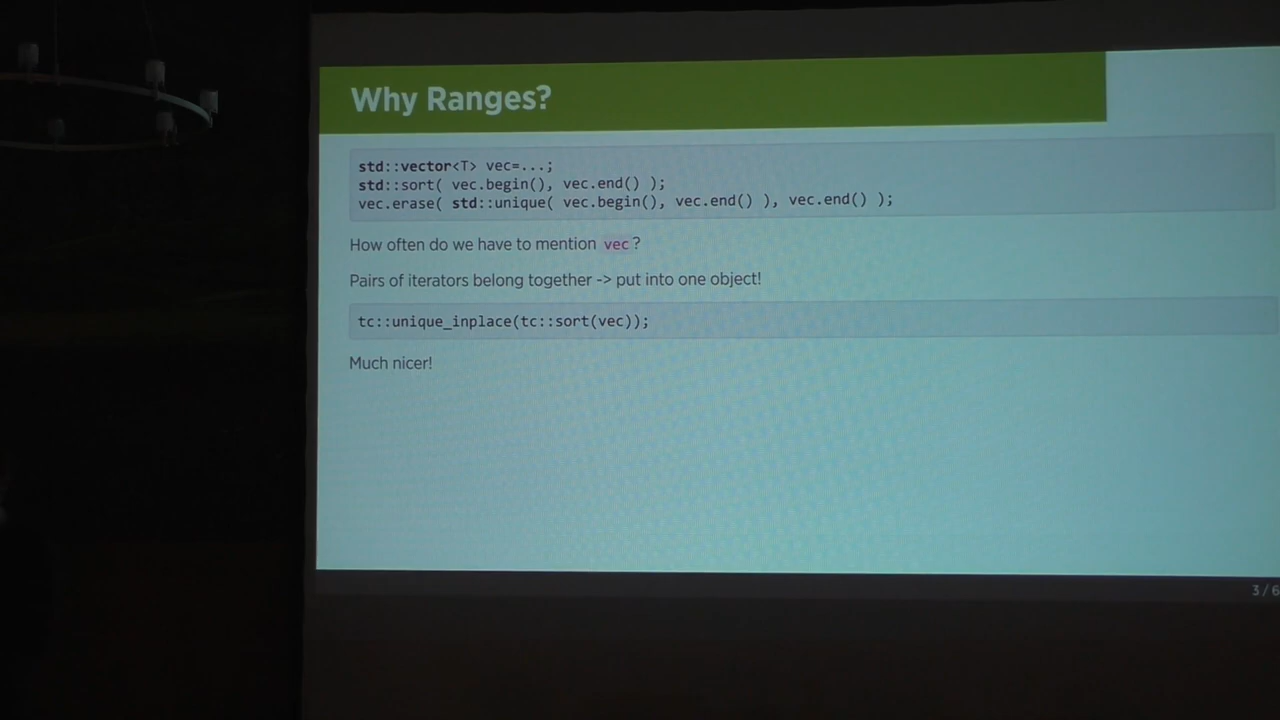 Why Ranges?
std::vector<T> vec=...;
std::sort( vec.begin(), vec.end() );
vec.erase( std::unique( vec.begin(), vec.end() ), vec.end() );
How often do we have to mention vec?
Pairs of iterators belong together -> put into one object!
tc::unique_inplace(tc::sort(vec));
Much nicer!
3 / 6